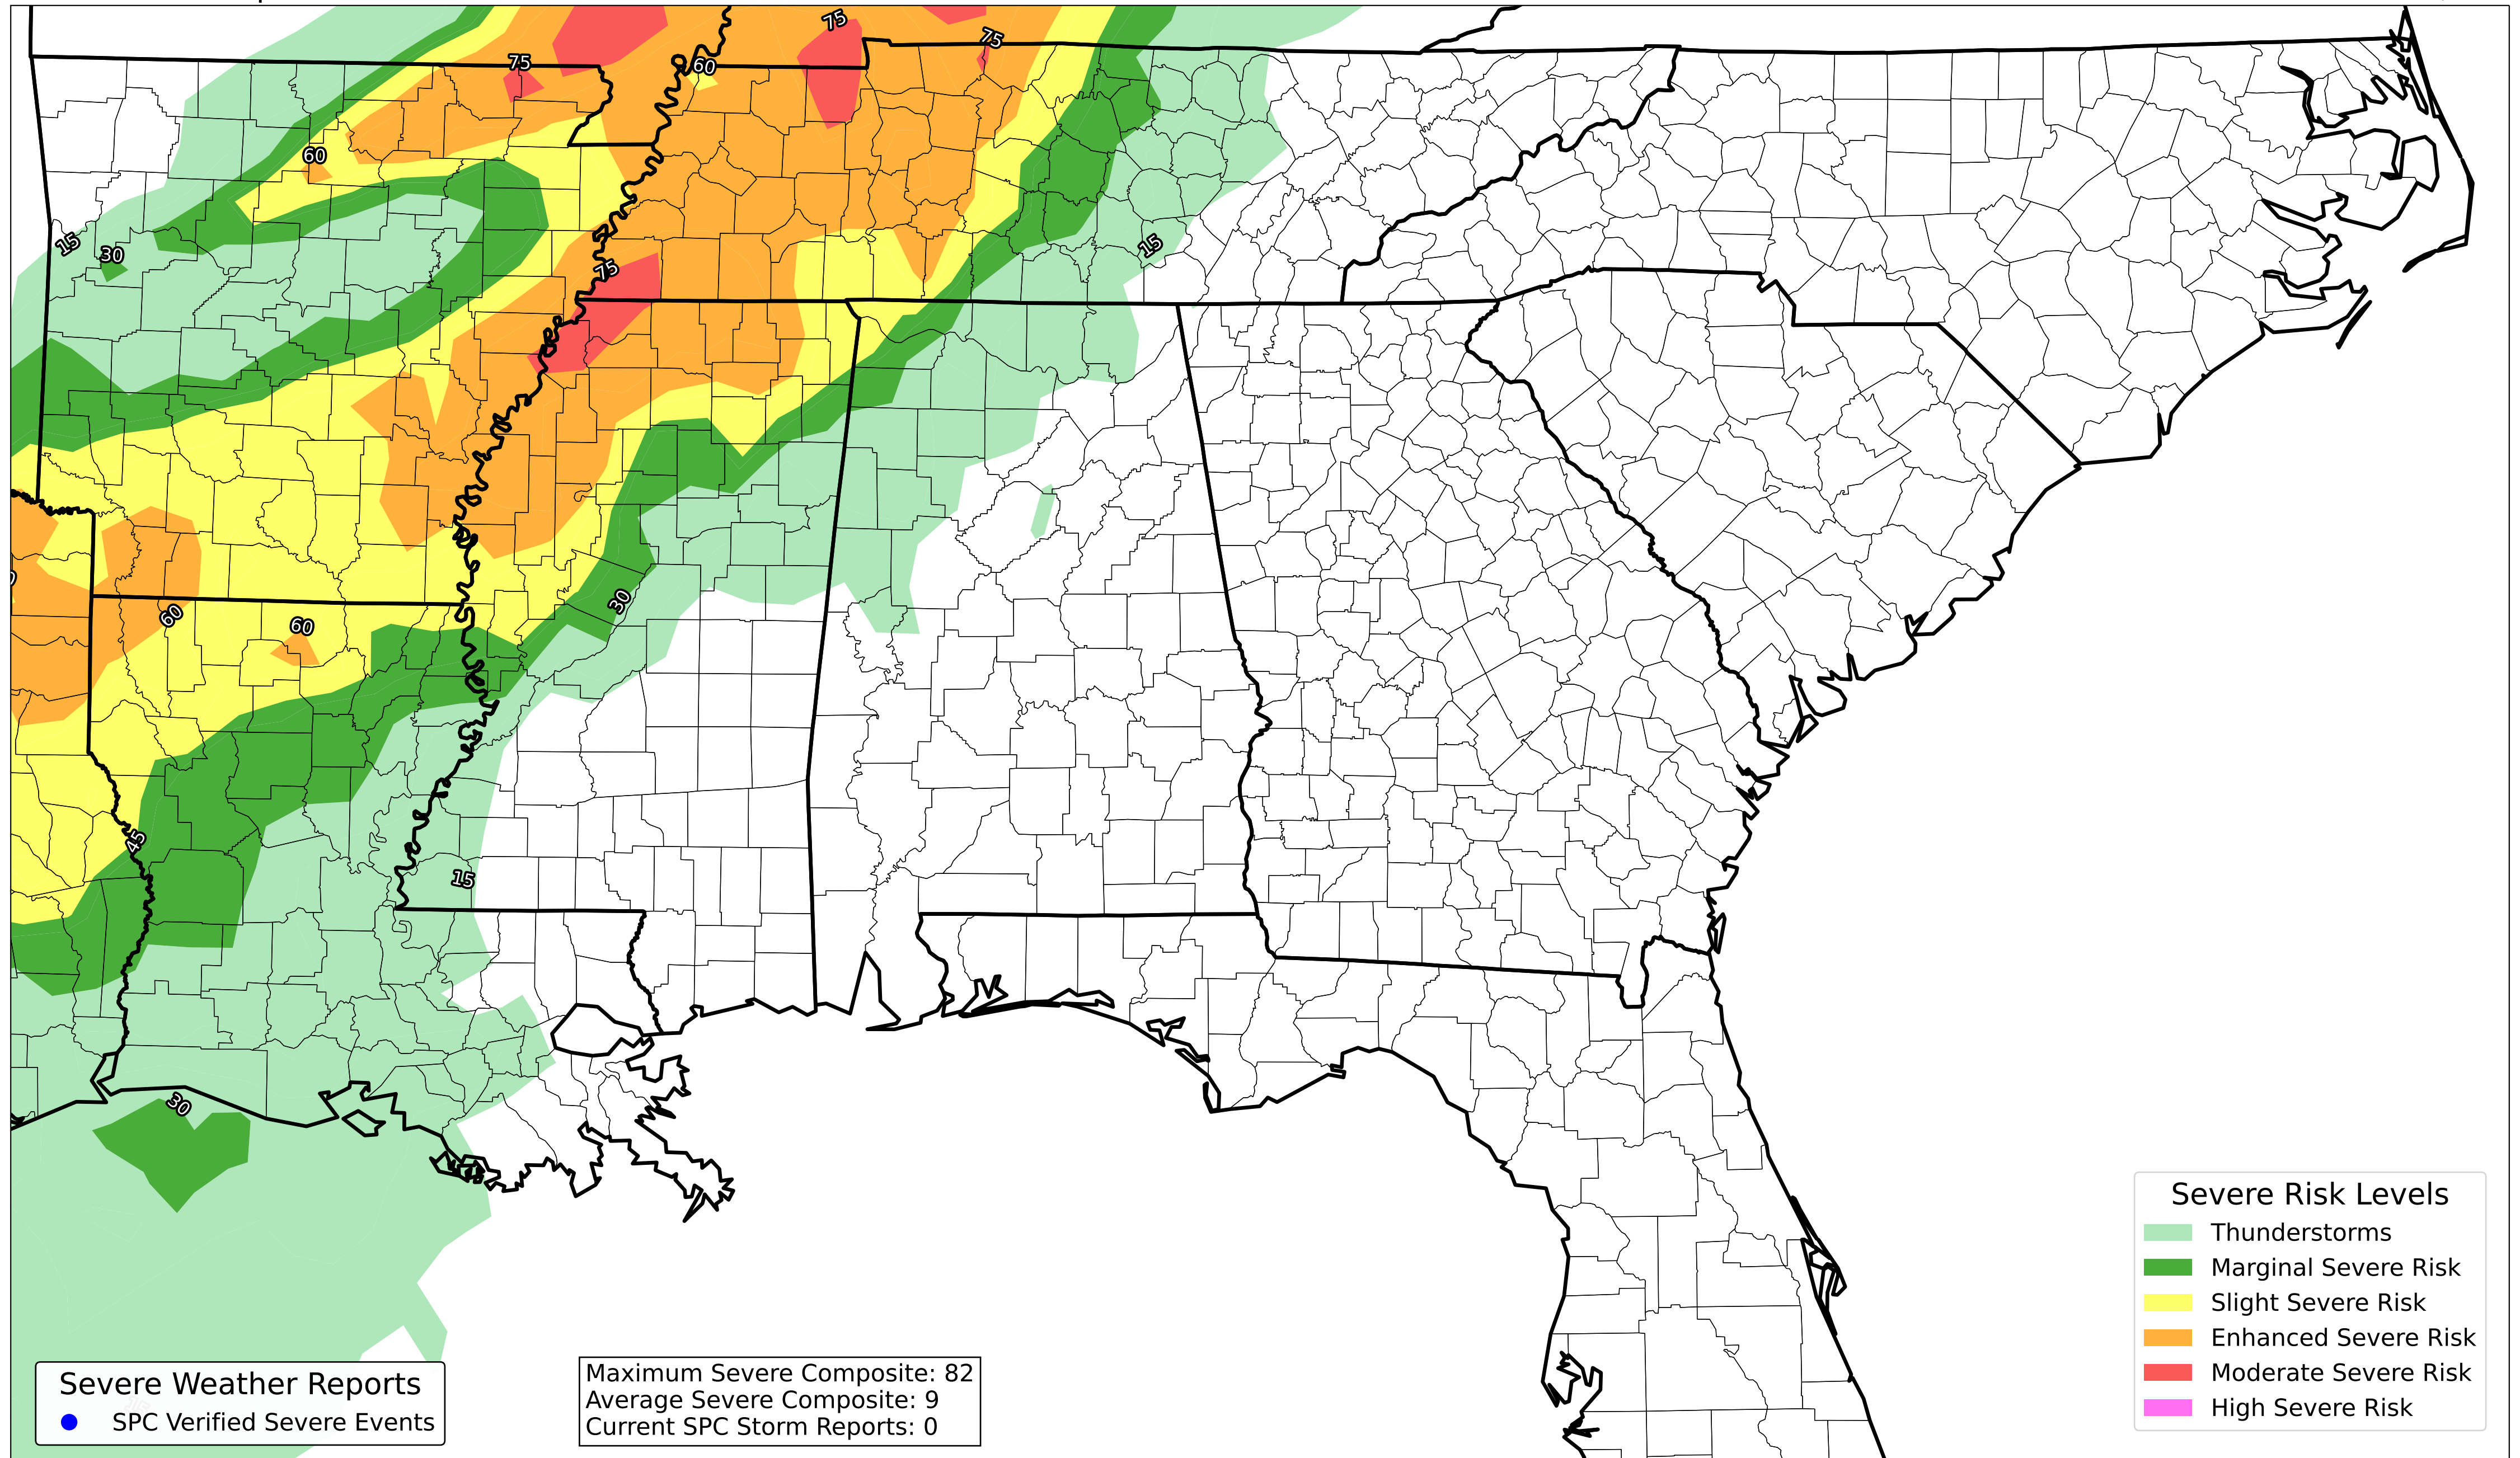 75
75
75
60
60
15
30
15
75
60
60
30
45
15
30
Severe Risk Levels
Thunderstorms
Marginal Severe Risk
Slight Severe Risk
Enhanced Severe Risk
Moderate Severe Risk
High Severe Risk
Severe Weather Reports
SPC Verified Severe Events
Maximum Severe Composite: 82
Average Severe Composite: 9
Current SPC Storm Reports: 0